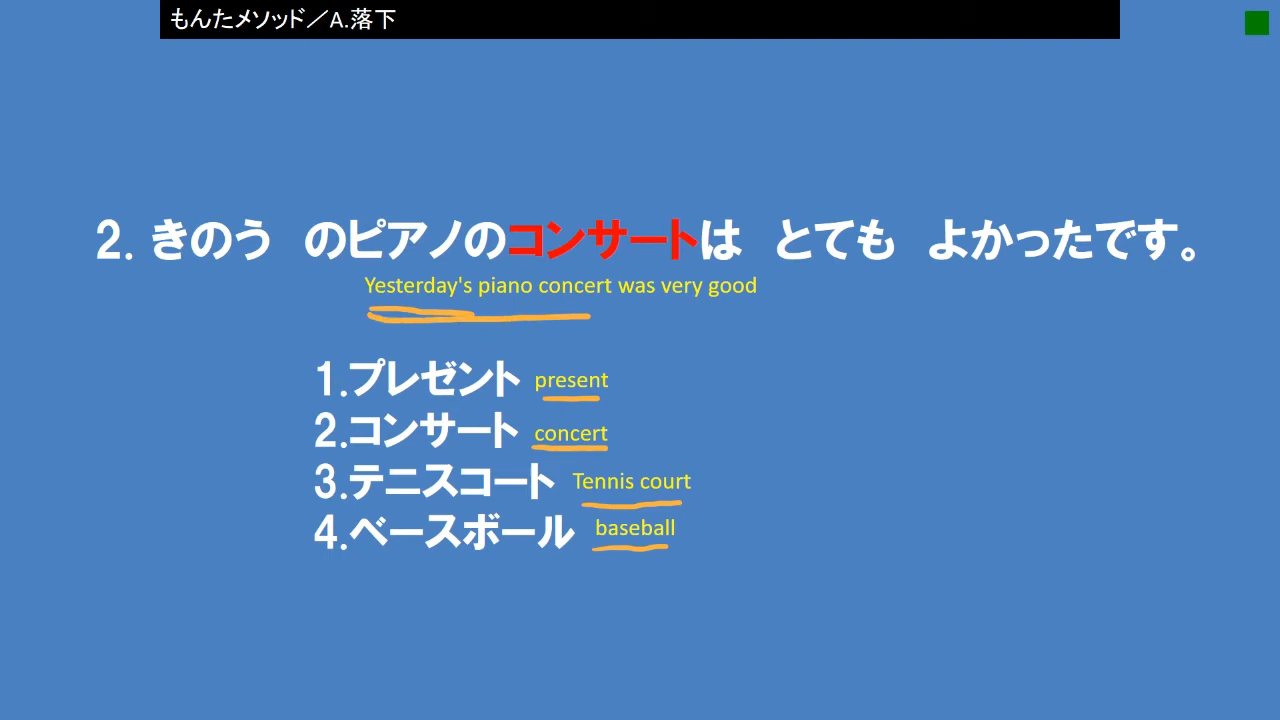 もんたメソッド／A.落下
2. きのう　のピアノのコンサートは　とても　よかったです。
Yesterday's piano concert was very good
1.プレゼント present
2.コンサート concert
3.テニスコート Tennis court
4.ベースボール baseball